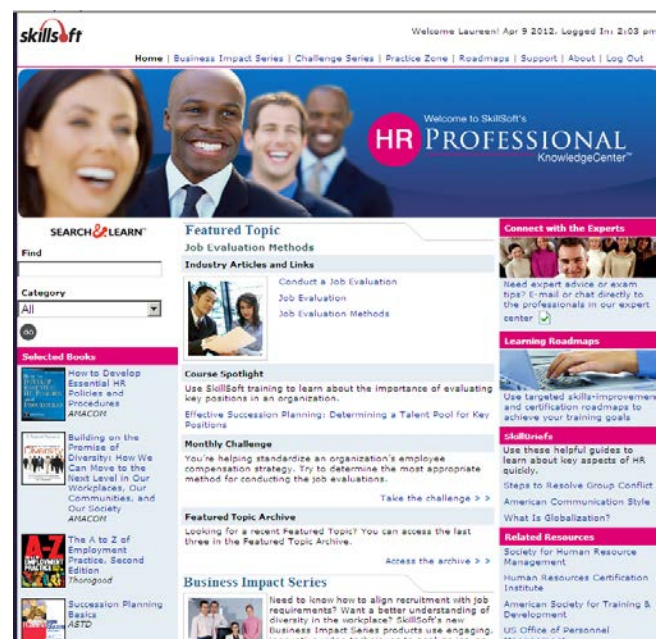 skillsoft
Welcome Laureen! Apr 9 2012, Logged In: 2:03 pm
Home | Business Impact Series | Challenge Series | Practice Zone | Roadmaps | Support | About | Log Out
Welcome to SkillSoft's
HR PROFESSIONAL
KnowledgeCenter™
SEARCH & LEARN™
Find
Category
All
GO
Selected Books
How to Develop
Essential HR
Policies and
Procedures
AMACOM
Building on the
Promise of
Diversity: How We
Can Move to the
Next Level in Our
Workplaces, Our
Communities, and
Our Society
AMACOM
The A to Z of
Employment
Practice, Second
Edition
Thorogood
Succession Planning
Basics
ASTD
Featured Topic
Job Evaluation Methods
Industry Articles and Links
Conduct a Job Evaluation
Job Evaluation
Job Evaluation Methods
Course Spotlight
Use SkillSoft training to learn about the importance of evaluating
key positions in an organization.
Effective Succession Planning: Determining a Talent Pool for Key
Positions
Monthly Challenge
You're helping standardize an organization's employee
compensation strategy. Try to determine the most appropriate
method for conducting the job evaluations.
Take the challenge > >
Featured Topic Archive
Looking for a recent Featured Topic? You can access the last
three in the Featured Topic Archive.
Access the archive > >
Business Impact Series
Need to know how to align recruitment with job
requirements? Want a better understanding of
diversity in the workplace? SkillSoft's new
Business Impact Series products use engaging,
Connect with the Experts
Need expert advice or exam
tips? E-mail or chat directly to
the professionals in our expert
center
Learning Roadmaps
Use targeted skills-improvemen
and certification roadmaps to
achieve your training goals
SkillBriefs
Use these helpful guides to
learn about key aspects of HR
quickly.
Steps to Resolve Group Conflict
American Communication Style
What Is Globalization?
Related Resources
Society for Human Resource
Management
Human Resources Certification
Institute
American Society for Training &
Development
US Office of Personnel